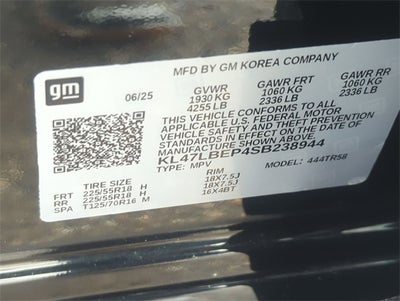 gm
MFD BY GM KOREA COMPANY
06/25
GVWR GAWR FRT GAWR RR
1930 KG 1060 KG 1060 KG
4255 LB 2336 LB 2336 LB
THIS VEHICLE CONFORMS TO ALL
APPLICABLE U.S. FEDERAL MOTOR
VEHICLE SAFETY AND THEFT PREVENTION
STANDARDS IN EFFECT ON THE DATE OF
MANUFACTURE SHOWN ABOVE.
KL47LBEP4SB238944
TYPE: MPV MODEL: 444TR58
TIRE SIZE RIM
FRT 225/55R18 H 18X7.5J
RR 225/55R18 H 18X7.5J
SPA T125/70R16 M 16X4BT